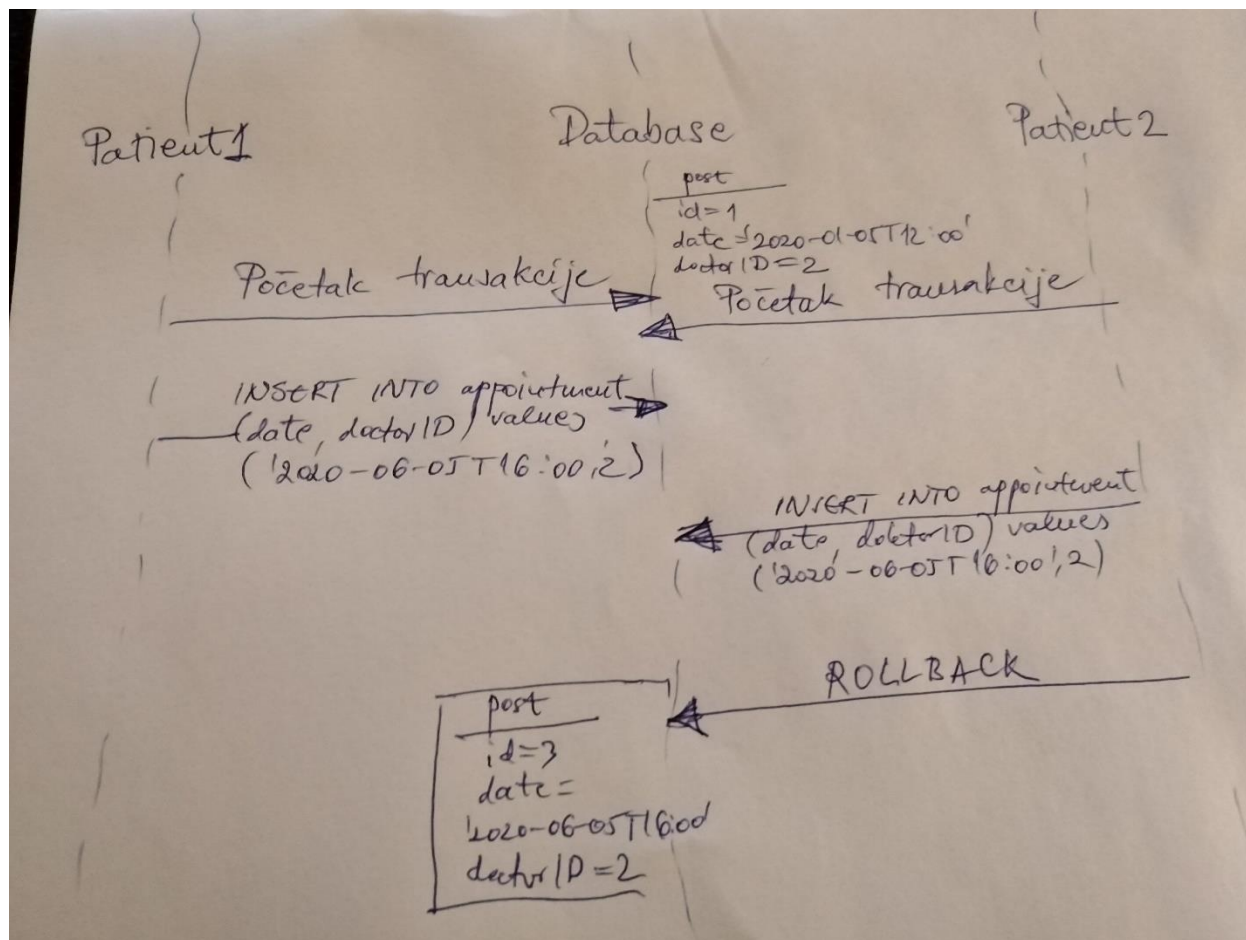 Patient1
Database
Patient2
post
id=1
date='2020-01-05T12:00'
doctorID=2
Početak transakcije
Početak transakcije
INSERT INTO appointment
(date, doctorID) values
('2020-06-05T16:00,2)
INSERT INTO appointment
(date, doktorID) values
('2020-06-05T16:00',2)
ROLLBACK
post
id=3
date=
'2020-06-05T16:00'
doctorID=2